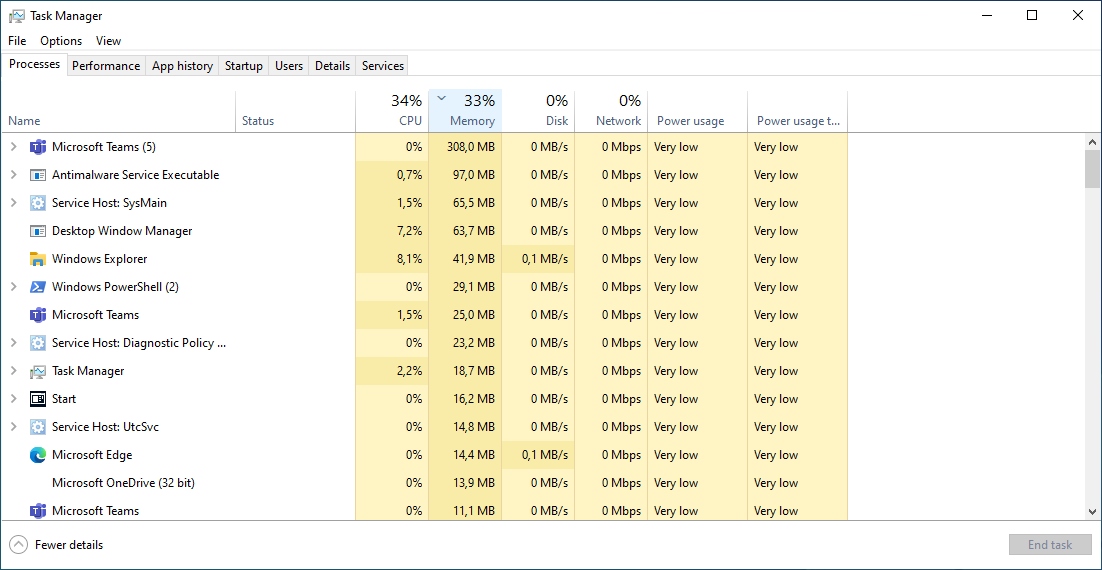 Task Manager
File Options View
Processes Performance App history Startup Users Details Services
34% 33% 0% 0%
Name Status CPU Memory Disk Network Power usage Power usage t...
Microsoft Teams (5) 0% 308,0 MB 0 MB/s 0 Mbps Very low Very low
Antimalware Service Executable 0,7% 97,0 MB 0 MB/s 0 Mbps Very low Very low
Service Host: SysMain 1,5% 65,5 MB 0 MB/s 0 Mbps Very low Very low
Desktop Window Manager 7,2% 63,7 MB 0 MB/s 0 Mbps Very low Very low
Windows Explorer 8,1% 41,9 MB 0,1 MB/s 0 Mbps Very low Very low
Windows PowerShell (2) 0% 29,1 MB 0 MB/s 0 Mbps Very low Very low
Microsoft Teams 1,5% 25,0 MB 0 MB/s 0 Mbps Very low Very low
Service Host: Diagnostic Policy ... 0% 23,2 MB 0 MB/s 0 Mbps Very low Very low
Task Manager 2,2% 18,7 MB 0 MB/s 0 Mbps Very low Very low
Start 0% 16,2 MB 0 MB/s 0 Mbps Very low Very low
Service Host: UtcSvc 0% 14,8 MB 0 MB/s 0 Mbps Very low Very low
Microsoft Edge 0% 14,4 MB 0,1 MB/s 0 Mbps Very low Very low
Microsoft OneDrive (32 bit) 0% 13,9 MB 0 MB/s 0 Mbps Very low Very low
Microsoft Teams 0% 11,1 MB 0 MB/s 0 Mbps Very low Very low
Fewer details End task